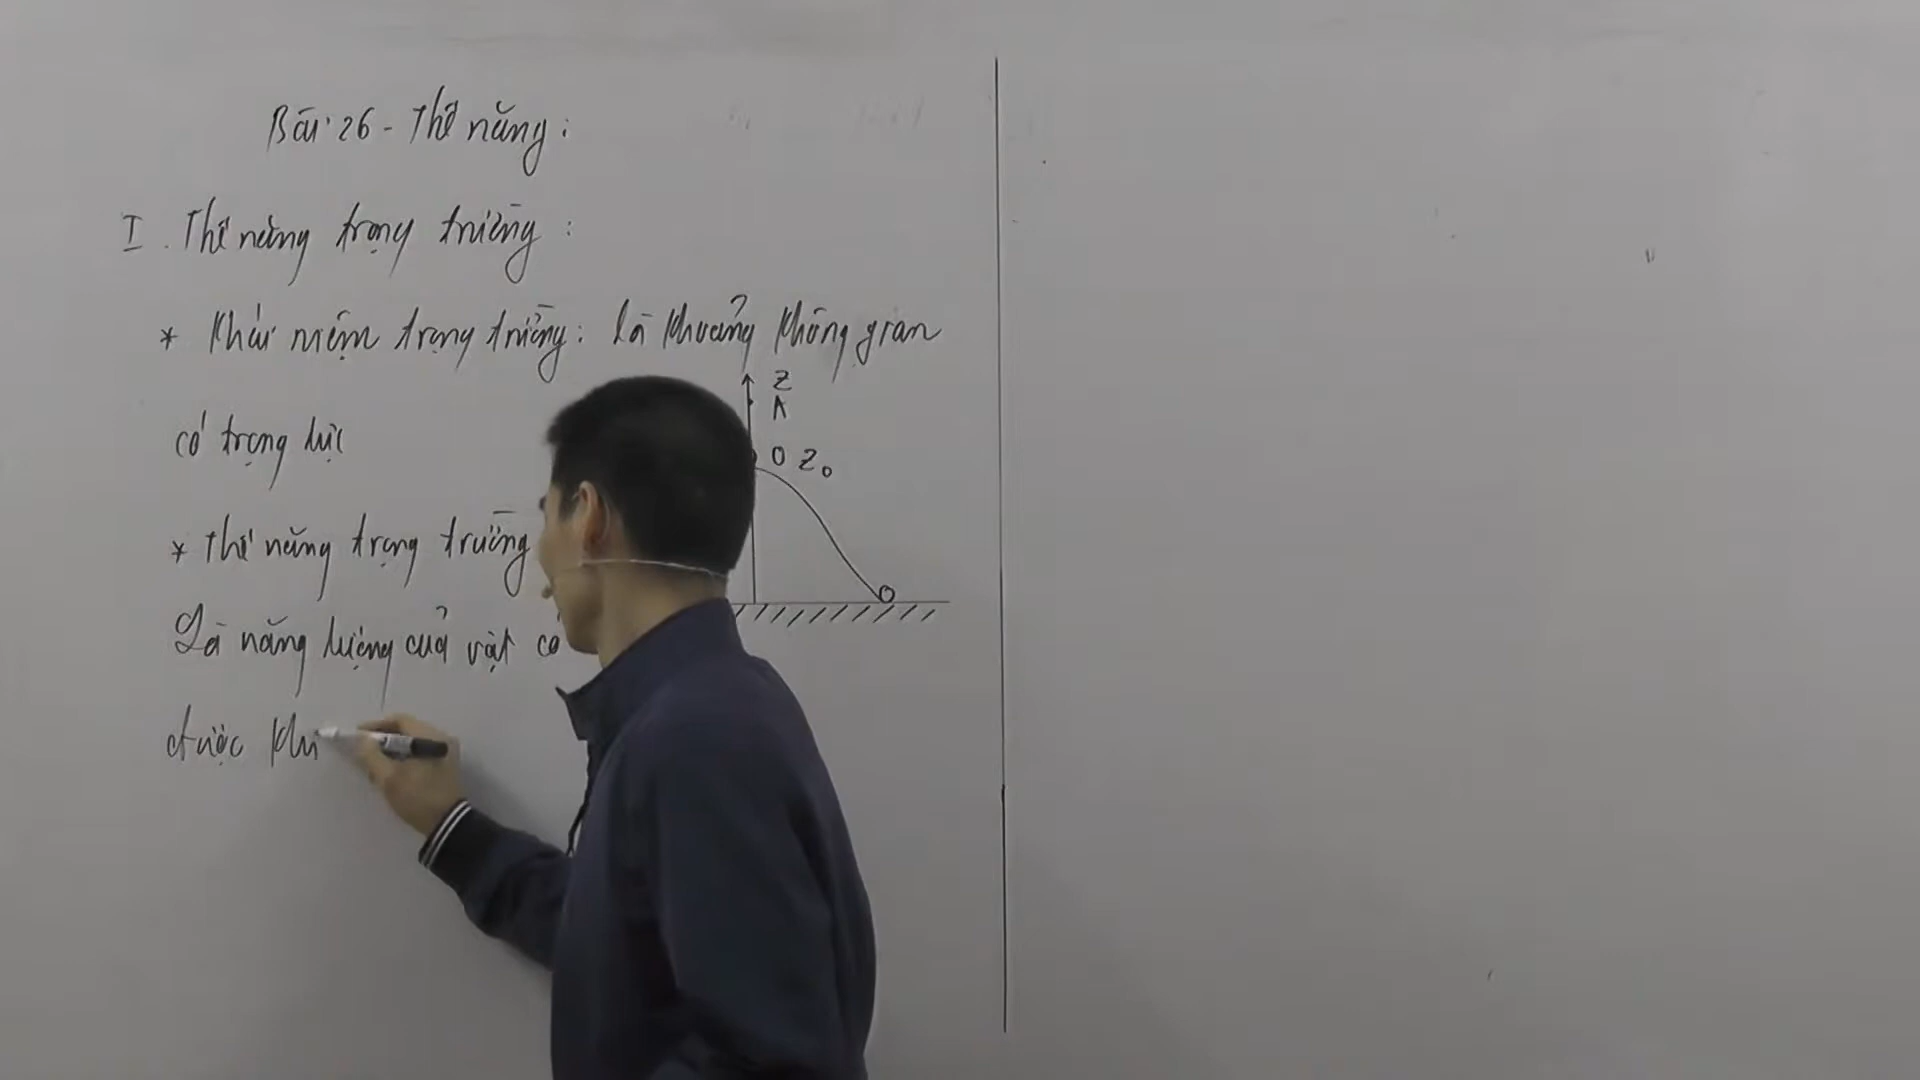 Bài 26 - Thế năng:
I. Thế năng trọng trường:
* Khái niệm trọng trường: là khoảng không gian
có trọng lực
* Thế năng trọng trường
Là năng lượng của vật có
được khi
Z
A
O Z₀